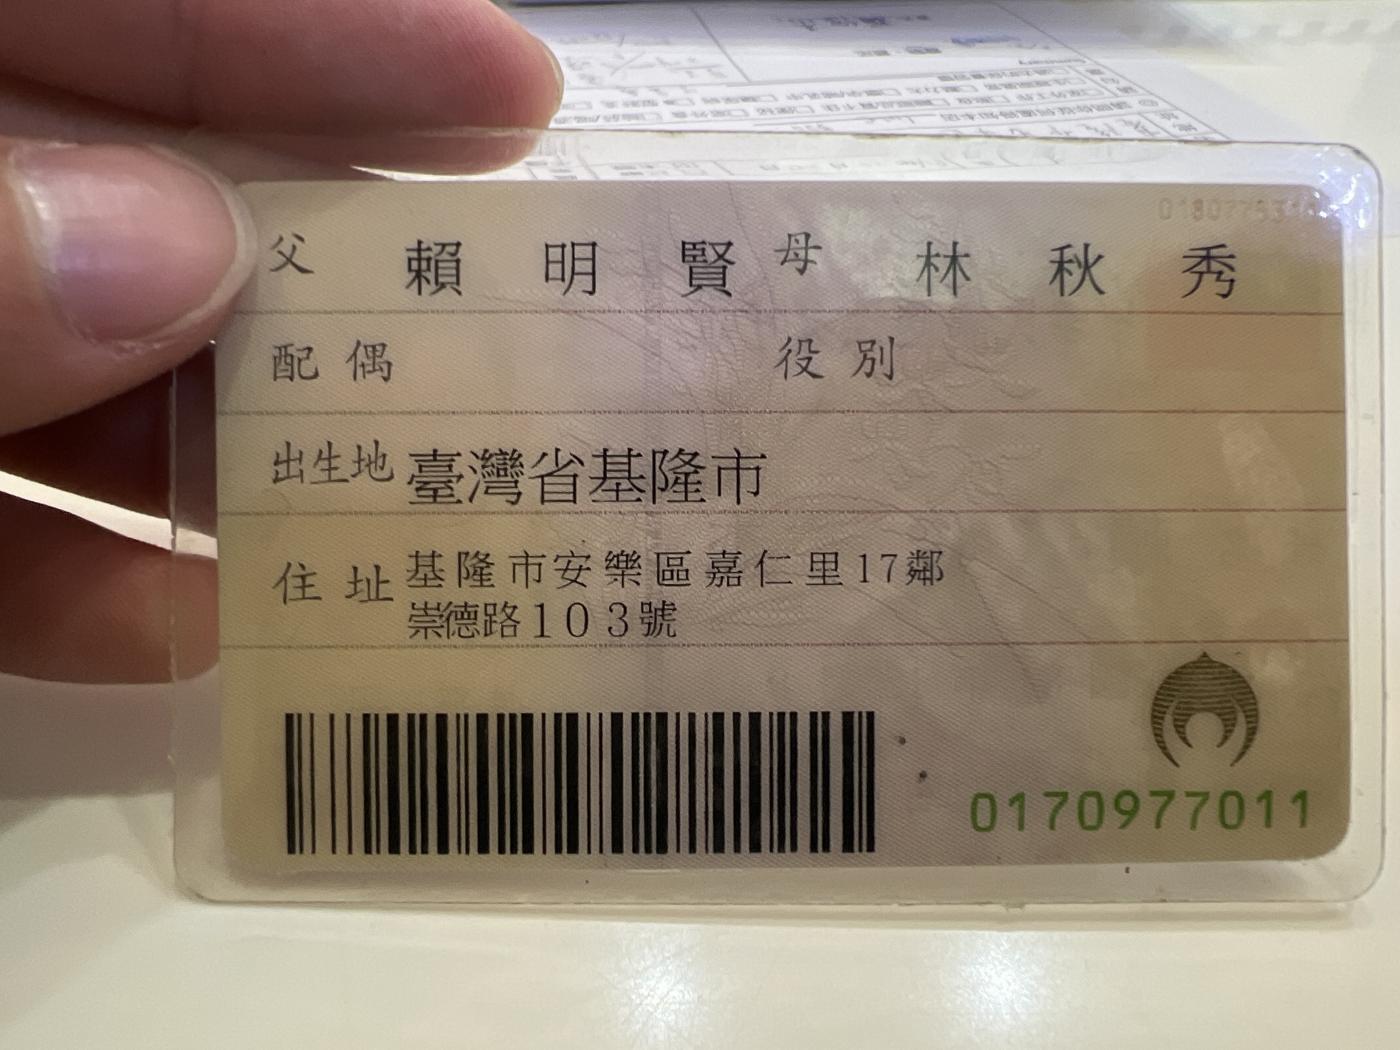 父 賴明賢 母 林秋秀
配偶 役別
出生地 臺灣省基隆市
住址 基隆市安樂區嘉仁里17鄰
崇德路103號
0170977011